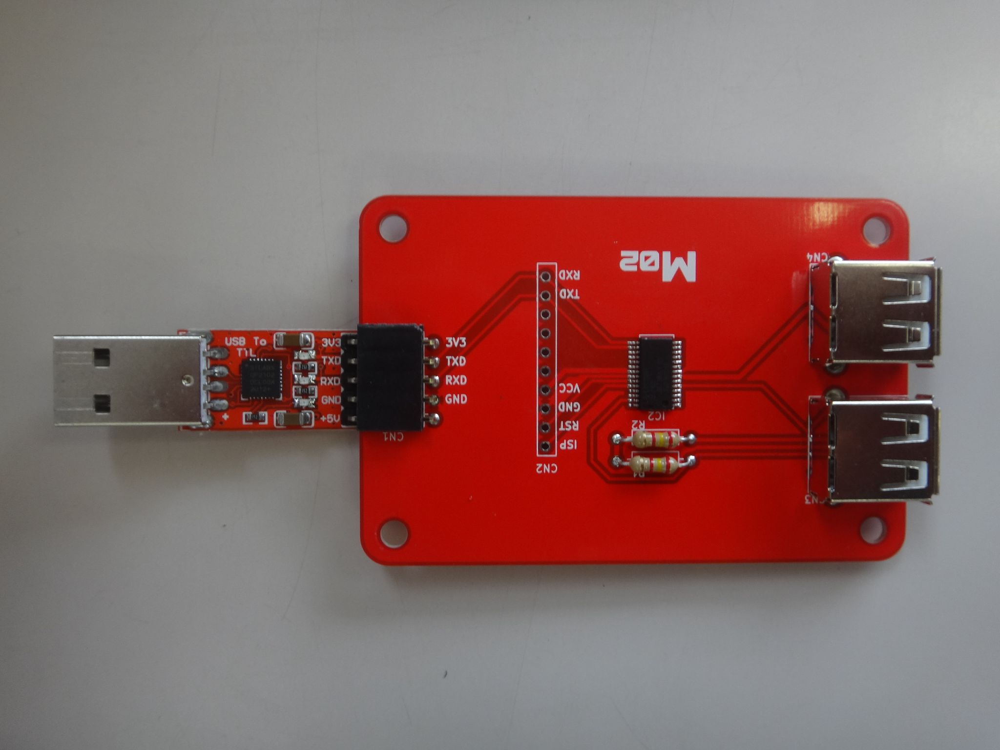 USB To
TTL
3V3
TXD
RXD
GND
+5V
+
3V3
TXD
RXD
GND
CN1
RXD
TXD
VCC
GND
RST
ISP
CN2
M02
IC2
R2
CN4
CN3